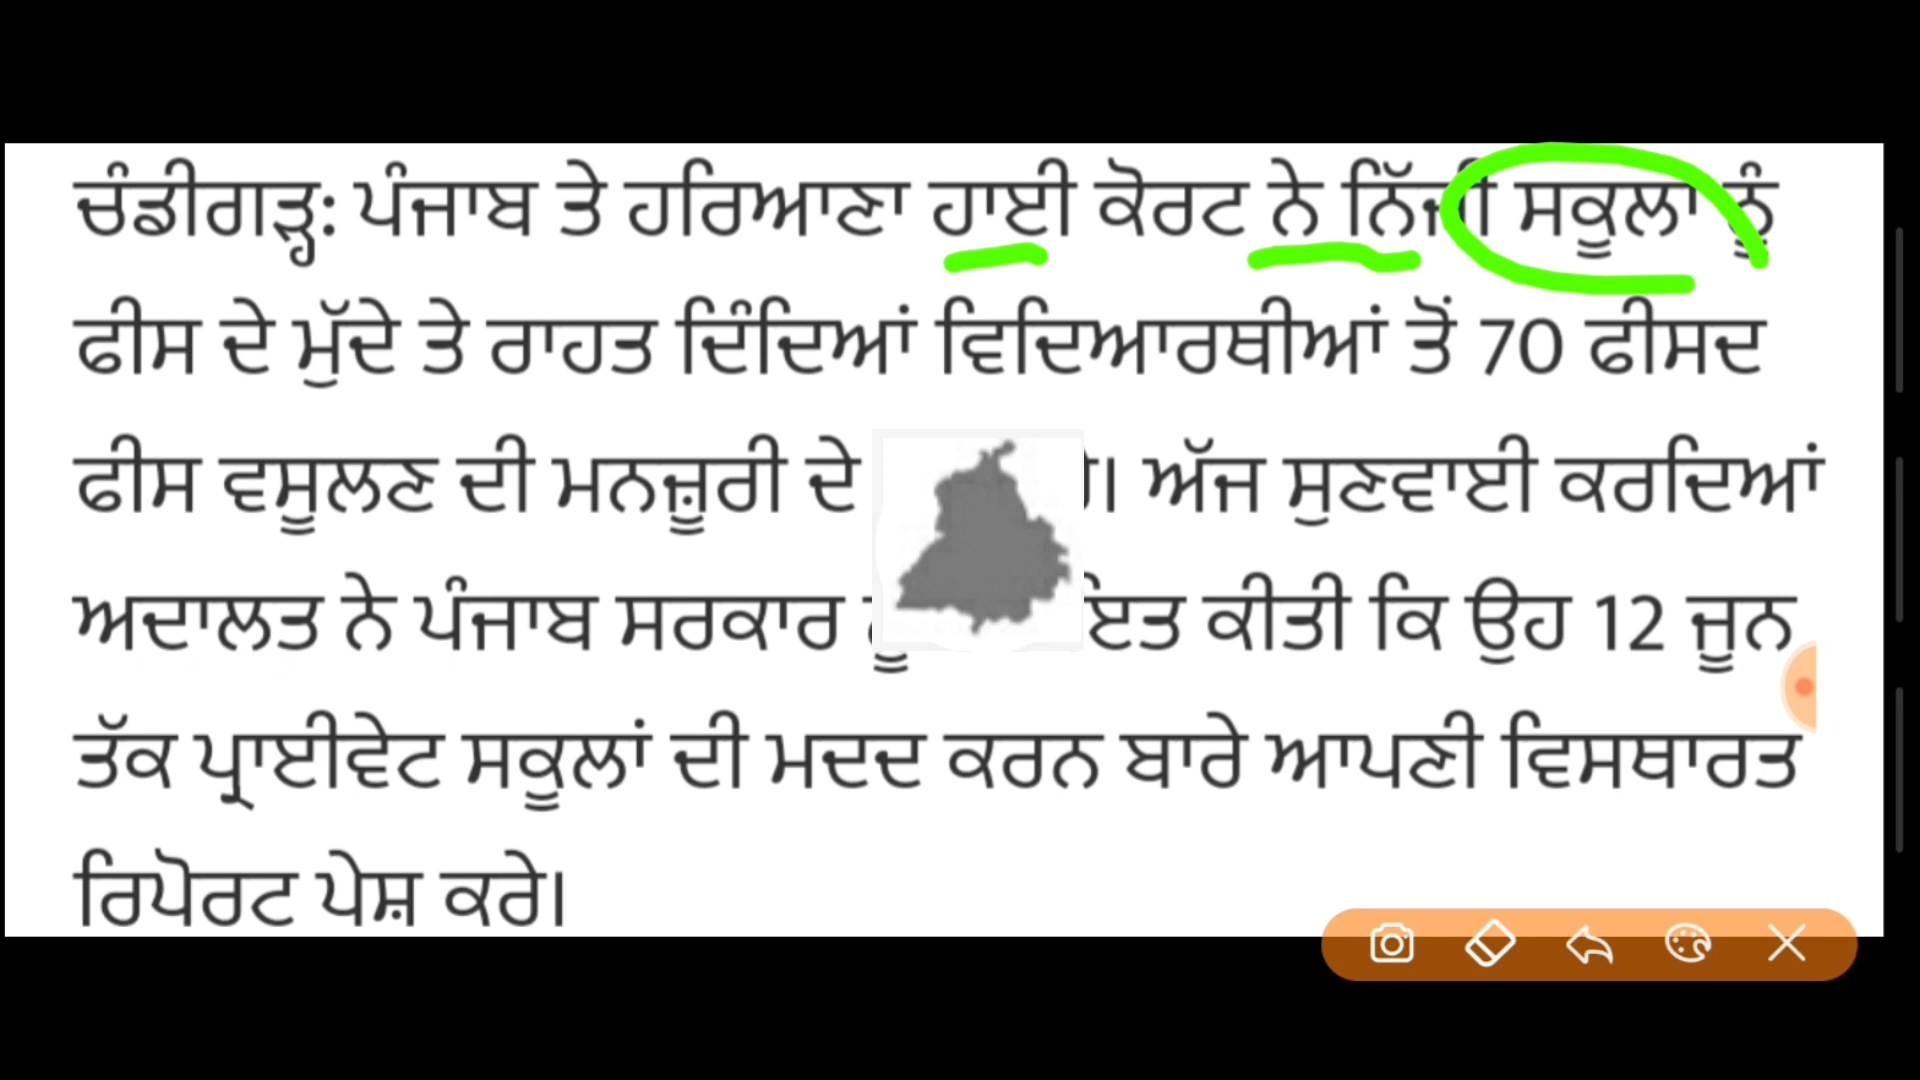 ਚੰਡੀਗੜ੍ਹ: ਪੰਜਾਬ ਤੇ ਹਰਿਆਣਾ ਹਾਈ ਕੋਰਟ ਨੇ ਨਿੱਜੀ ਸਕੂਲਾਂ ਨੂੰ
ਫੀਸ ਦੇ ਮੁੱਦੇ ਤੇ ਰਾਹਤ ਦਿੰਦਿਆਂ ਵਿਦਿਆਰਥੀਆਂ ਤੋਂ 70 ਫੀਸਦ
ਫੀਸ ਵਸੂਲਣ ਦੀ ਮਨਜ਼ੂਰੀ ਦੇ ਅੱਜ ਸੁਣਵਾਈ ਕਰਦਿਆਂ
ਅਦਾਲਤ ਨੇ ਪੰਜਾਬ ਸਰਕਾਰ ਕੀਤੀ ਕਿ ਉਹ 12 ਜੂਨ
ਤੱਕ ਪ੍ਰਾਈਵੇਟ ਸਕੂਲਾਂ ਦੀ ਮਦਦ ਕਰਨ ਬਾਰੇ ਆਪਣੀ ਵਿਸਥਾਰਤ
ਰਿਪੋਰਟ ਪੇਸ਼ ਕਰੇ।